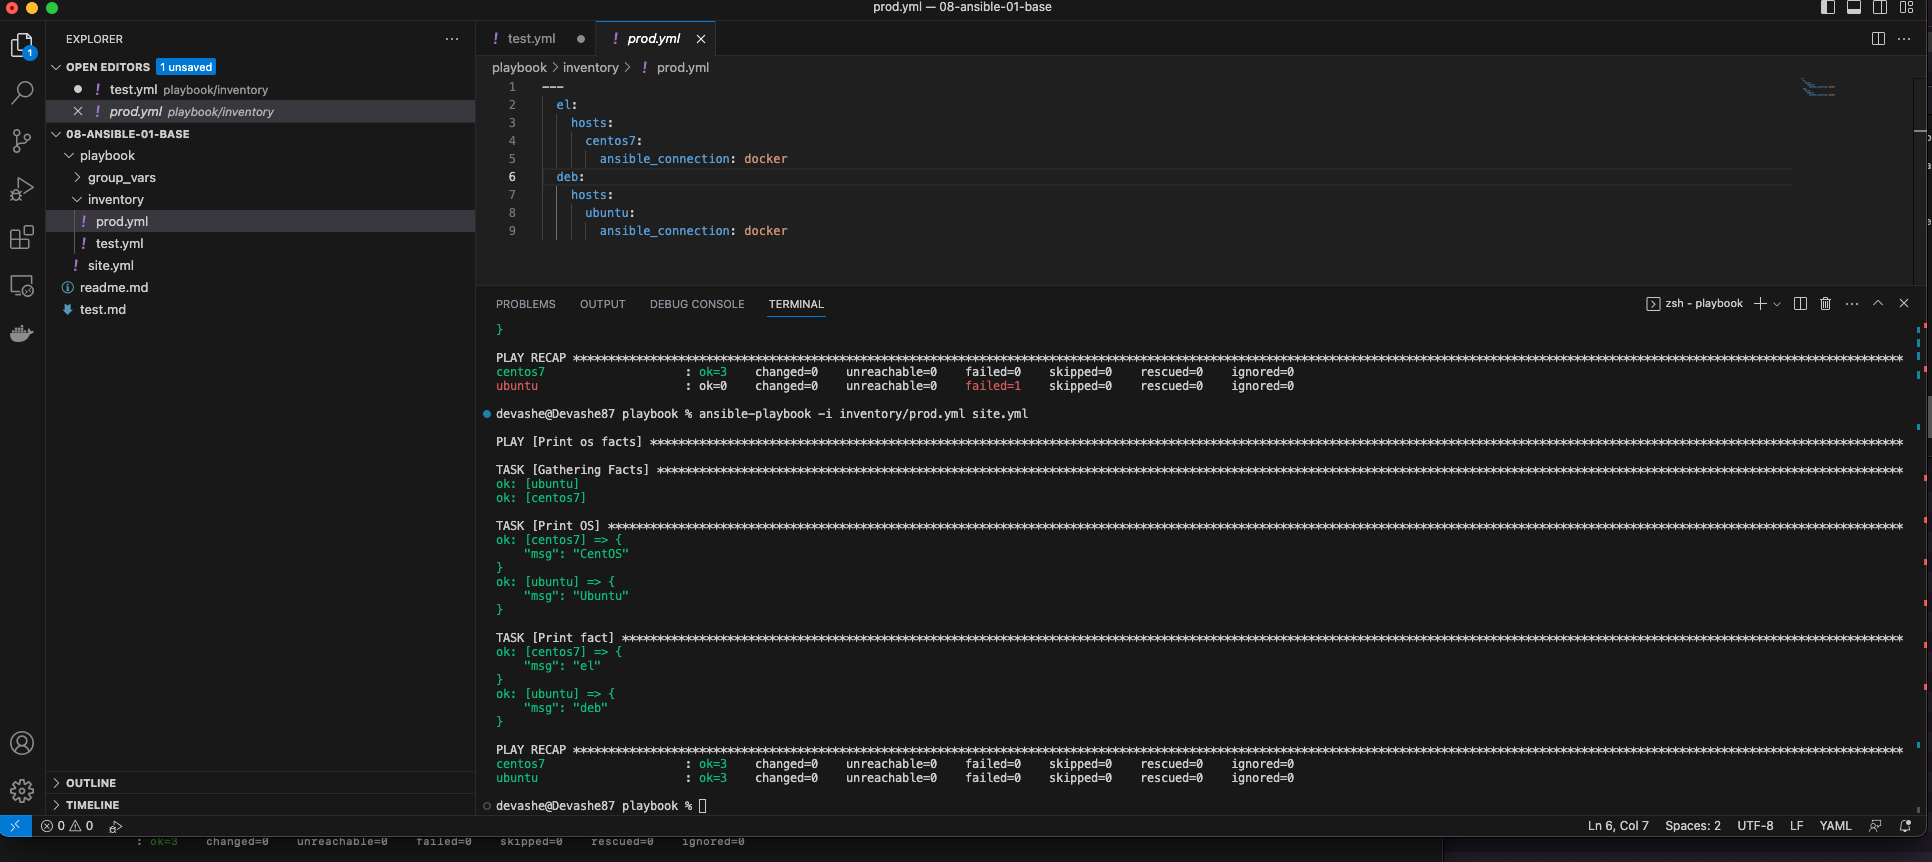 prod.yml — 08-ansible-01-base
EXPLORER
1
OPEN EDITORS 1 unsaved
test.yml playbook/inventory
prod.yml playbook/inventory
08-ANSIBLE-01-BASE
playbook
group_vars
inventory
prod.yml
test.yml
site.yml
readme.md
test.md
OUTLINE
TIMELINE
! test.yml
! prod.yml
playbook > inventory > ! prod.yml
1 ---
2 el:
3 hosts:
4 centos7:
5 ansible_connection: docker
6 deb:
7 hosts:
8 ubuntu:
9 ansible_connection: docker
PROBLEMS OUTPUT DEBUG CONSOLE TERMINAL
zsh - playbook
}
PLAY RECAP ****
centos7 : ok=3 changed=0 unreachable=0 failed=0 skipped=0 rescued=0 ignored=0
ubuntu : ok=0 changed=0 unreachable=0 failed=1 skipped=0 rescued=0 ignored=0
devashe@Devashe87 playbook % ansible-playbook -i inventory/prod.yml site.yml
PLAY [Print os facts] ****
TASK [Gathering Facts] ****
ok: [ubuntu]
ok: [centos7]
TASK [Print OS] ****
ok: [centos7] => {
"msg": "CentOS"
}
ok: [ubuntu] => {
"msg": "Ubuntu"
}
TASK [Print fact] ****
ok: [centos7] => {
"msg": "el"
}
ok: [ubuntu] => {
"msg": "deb"
}
PLAY RECAP ****
centos7 : ok=3 changed=0 unreachable=0 failed=0 skipped=0 rescued=0 ignored=0
ubuntu : ok=3 changed=0 unreachable=0 failed=0 skipped=0 rescued=0 ignored=0
devashe@Devashe87 playbook %
0 0
Ln 6, Col 7 Spaces: 2 UTF-8 LF YAML
: ok=3 changed=0 unreachable=0 failed=0 skipped=0 rescued=0 ignored=0